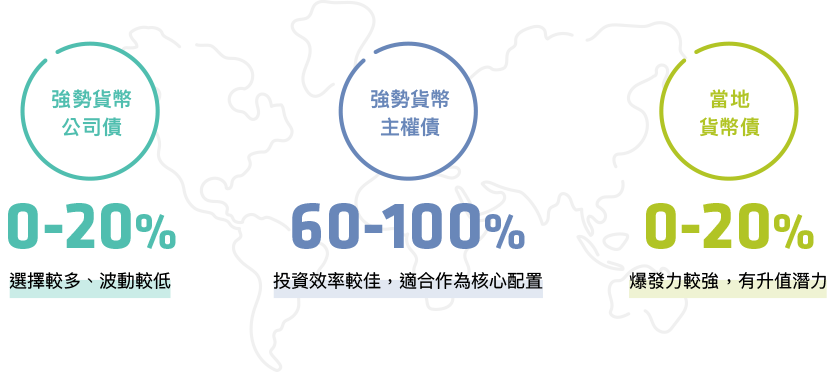 強勢貨幣
公司債
0-20%
選擇較多、波動較低
強勢貨幣
主權債
60-100%
投資效率較佳，適合作為核心配置
當地
貨幣債
0-20%
爆發力較強，有升值潛力